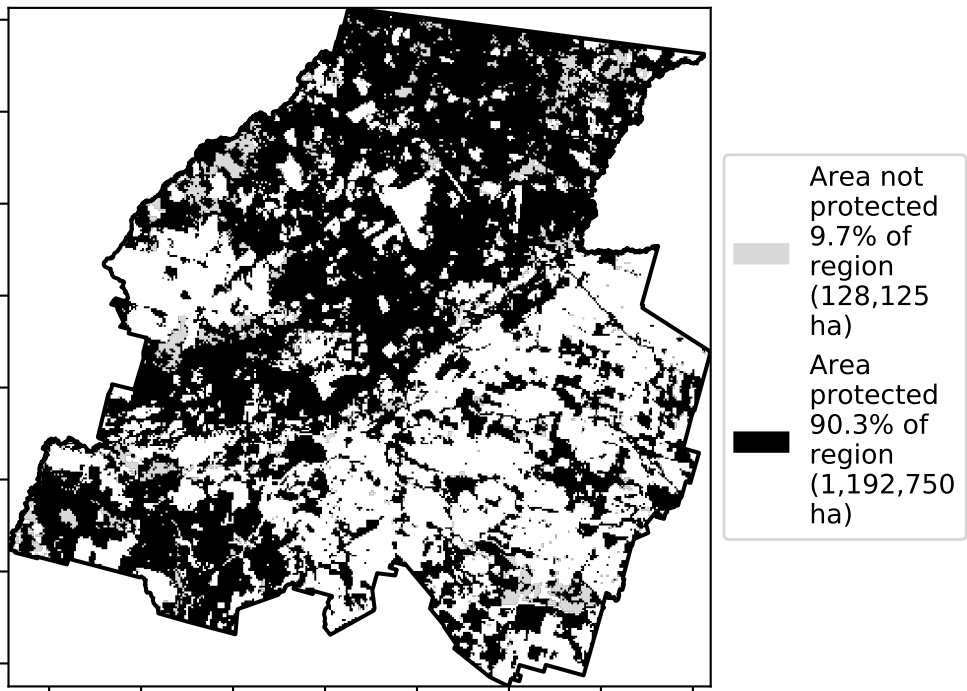 Area not
protected
9.7% of
region
(128,125
ha)
Area
protected
90.3% of
region
(1,192,750
ha)